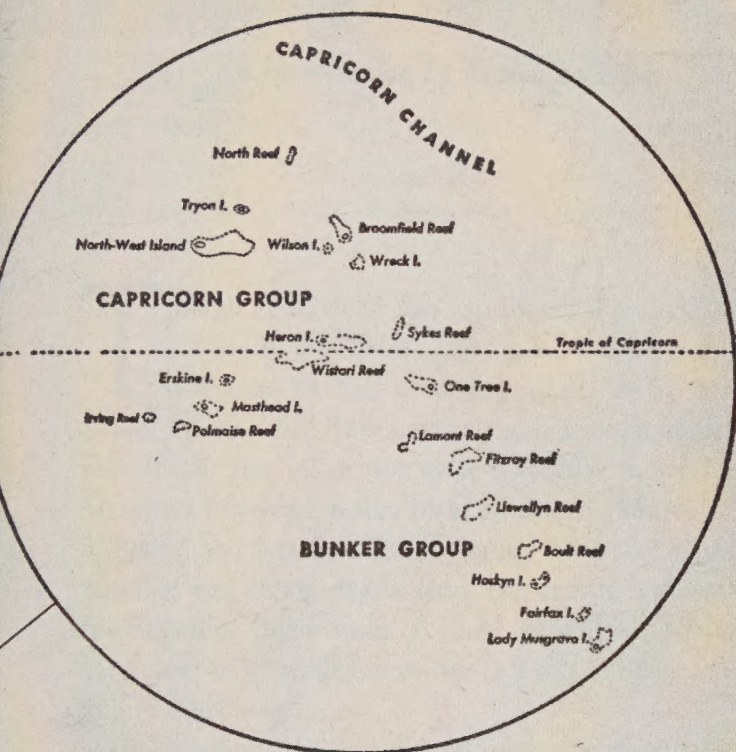 CAPRICORN CHANNEL
North Reef
Tryon I.
Broomfield Reef
North-West Island
Wilson I.
Wreck I.
CAPRICORN GROUP
Sykes Reef
Heron I.
Tropic of Capricorn
Wistari Reef
Erskine I.
One Tree I.
Masthead I.
Irving Reef
Polmaise Reef
Lamont Reef
Fitzroy Reef
Llewellyn Reef
BUNKER GROUP
Boult Reef
Hoskyn I.
Fairfax I.
Lady Musgrave I.